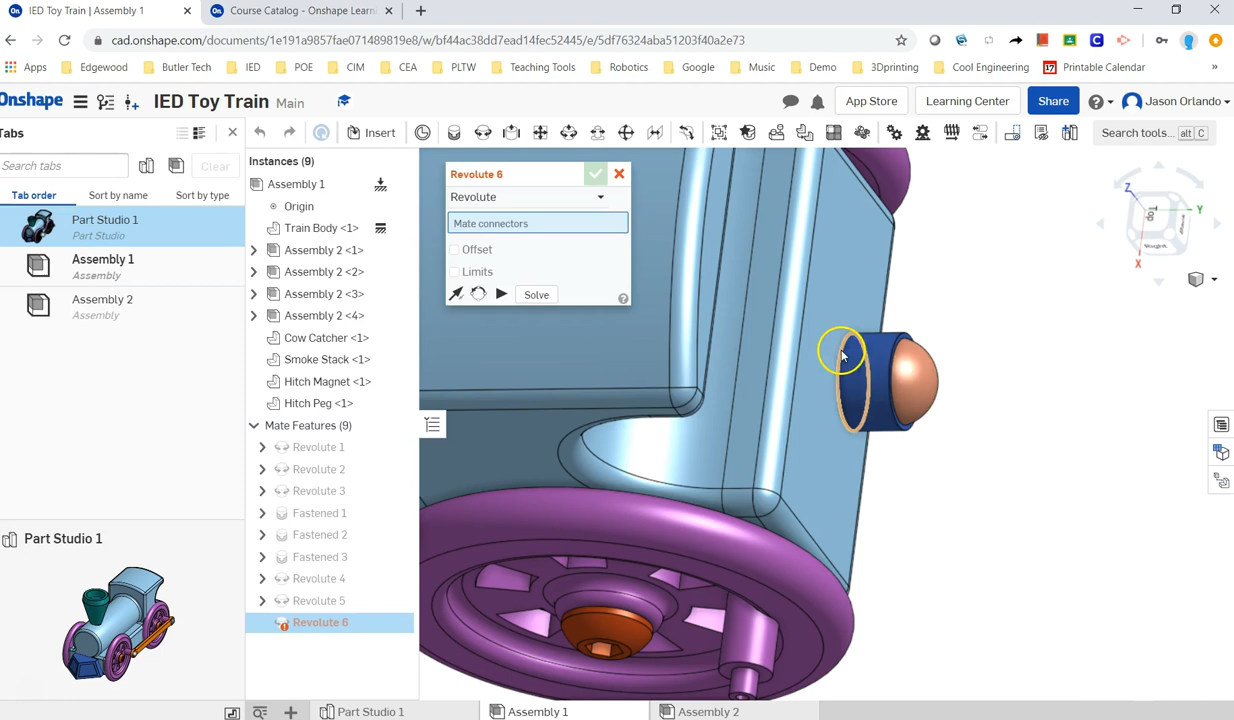 IED Toy Train | Assembly 1 ×
Course Catalog - Onshape Learni ×
+
cad.onshape.com/documents/1e191a9857fae071489819d8/w/bf44ac38dd7ead14fec52445/e/5df76324aba51203f40a2e73
Apps Edgewood Butler Tech IED POE CIM CEA PLTW Teaching Tools Robotics Google Music Demo 3Dprinting Cool Engineering 17 Printable Calendar »
Onshape IED Toy Train Main App Store Learning Center Share Jason Orlando
Tabs
Insert
Search tools... alt C
Search tabs
Clear
Tab order Sort by name Sort by type
Part Studio 1
Part Studio
Assembly 1
Assembly
Assembly 2
Assembly
Part Studio 1
Instances (9)
Assembly 1
Origin
Train Body <1>
Assembly 2 <1>
Assembly 2 <2>
Assembly 2 <3>
Assembly 2 <4>
Cow Catcher <1>
Smoke Stack <1>
Hitch Magnet <1>
Hitch Peg <1>
Mate Features (9)
Revolute 1
Revolute 2
Revolute 3
Fastened 1
Fastened 2
Fastened 3
Revolute 4
Revolute 5
Revolute 6
Revolute 6
Revolute
Mate connectors
Offset
Limits
Solve
Z
Y
X
Top
Part Studio 1 Assembly 1 Assembly 2